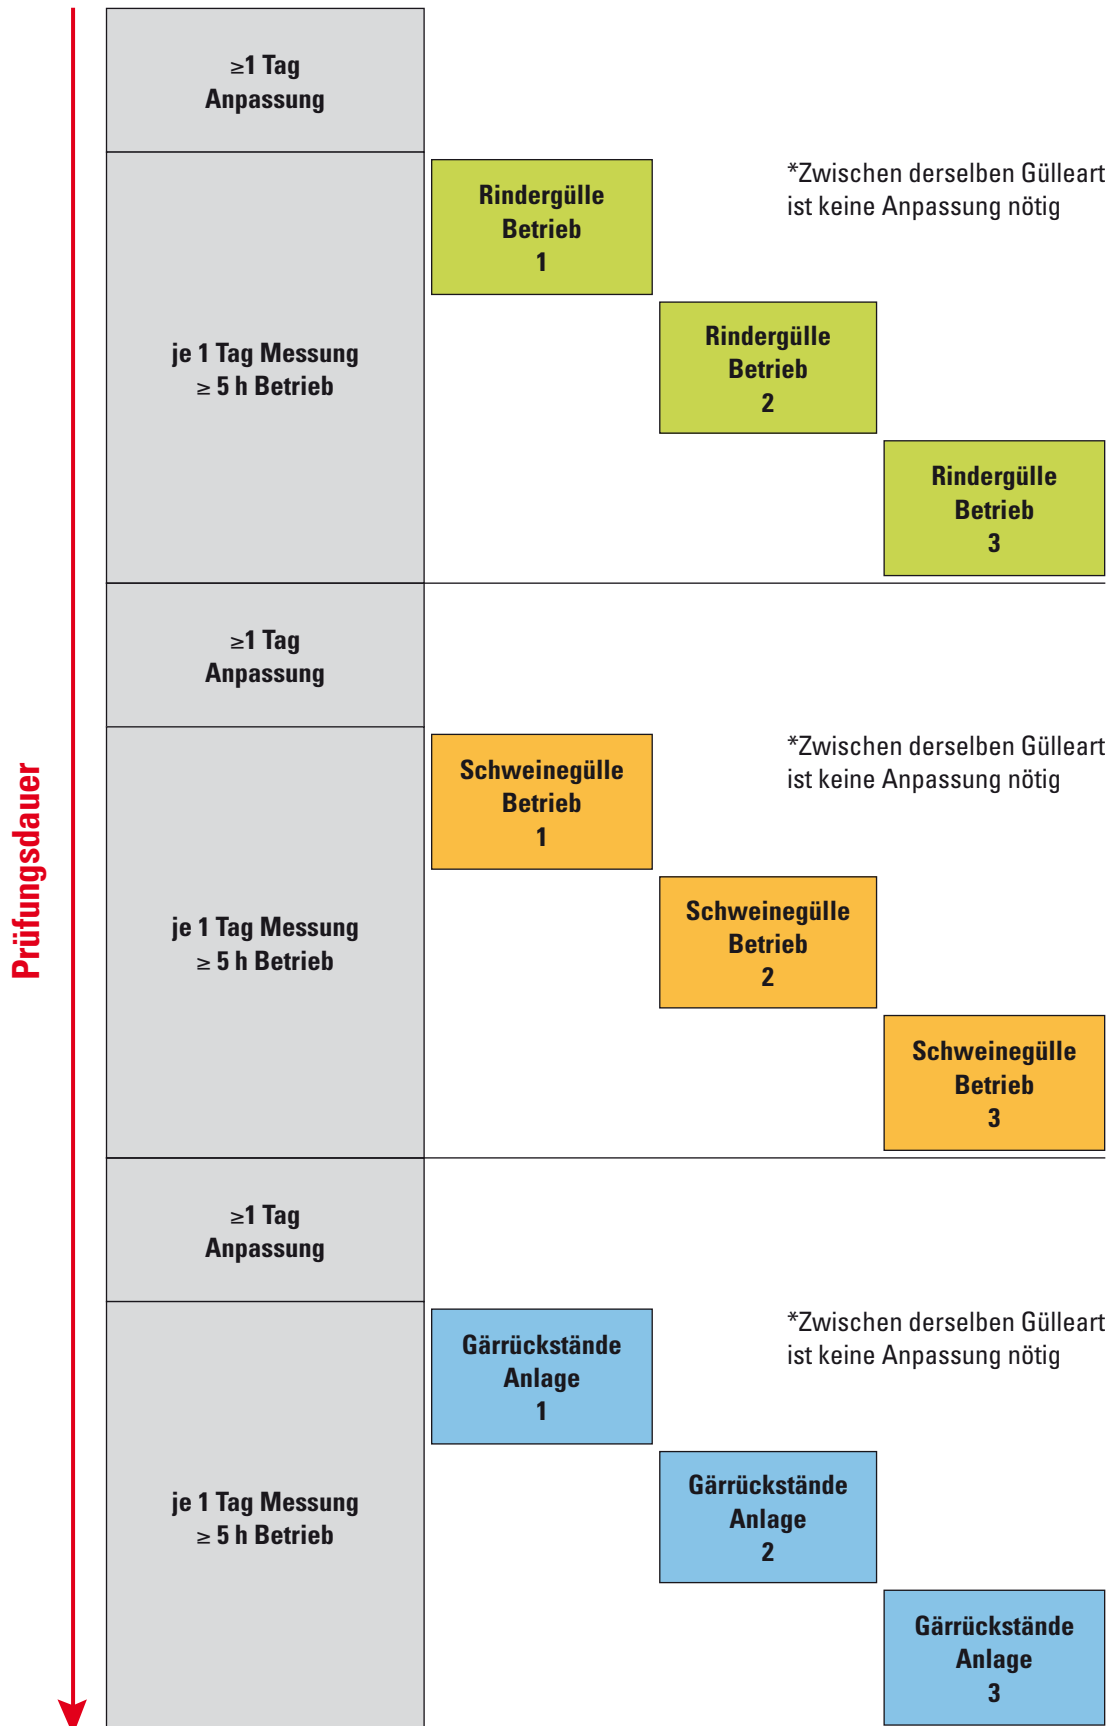 Prüfungsdauer
≥1 Tag
Anpassung
je 1 Tag Messung
≥ 5 h Betrieb
Rindergülle
Betrieb
1
*Zwischen derselben Gülleart
ist keine Anpassung nötig
Rindergülle
Betrieb
2
Rindergülle
Betrieb
3
≥1 Tag
Anpassung
je 1 Tag Messung
≥ 5 h Betrieb
Schweinegülle
Betrieb
1
*Zwischen derselben Gülleart
ist keine Anpassung nötig
Schweinegülle
Betrieb
2
Schweinegülle
Betrieb
3
≥1 Tag
Anpassung
je 1 Tag Messung
≥ 5 h Betrieb
Gärrückstände
Anlage
1
*Zwischen derselben Gülleart
ist keine Anpassung nötig
Gärrückstände
Anlage
2
Gärrückstände
Anlage
3